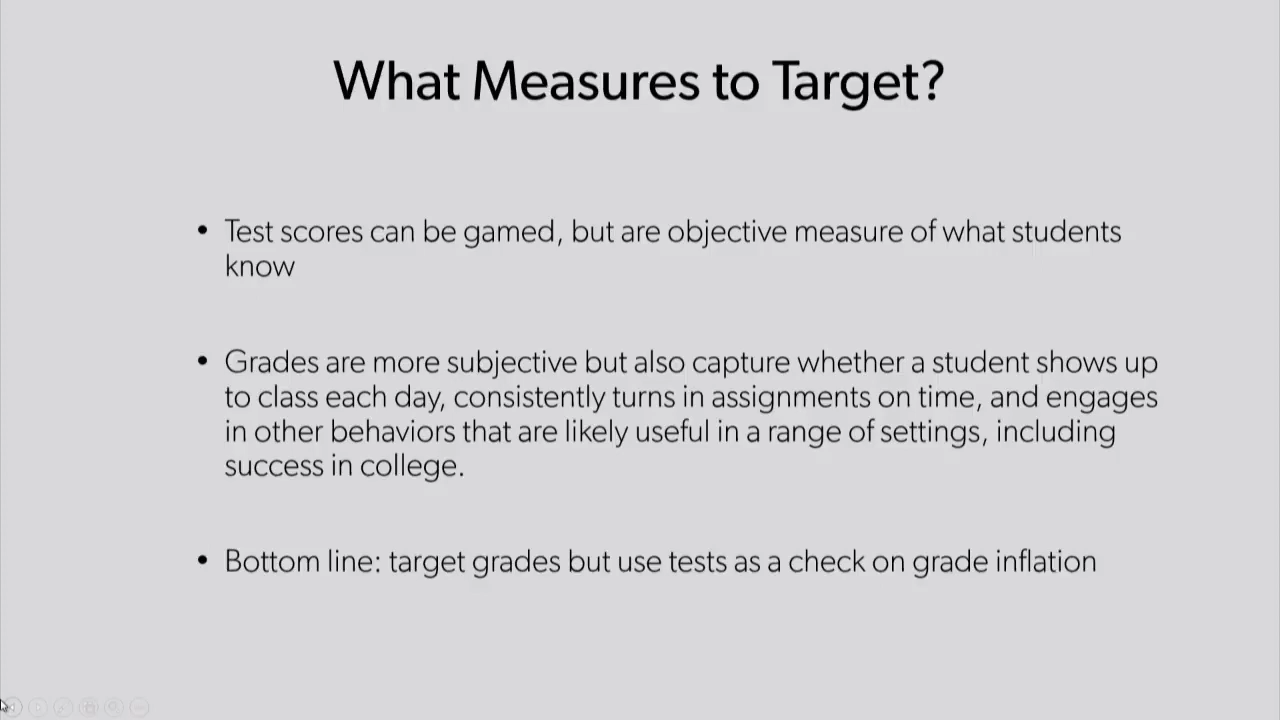 What Measures to Target?
• Test scores can be gamed, but are objective measure of what students
know
• Grades are more subjective but also capture whether a student shows up
to class each day, consistently turns in assignments on time, and engages
in other behaviors that are likely useful in a range of settings, including
success in college.
• Bottom line: target grades but use tests as a check on grade inflation